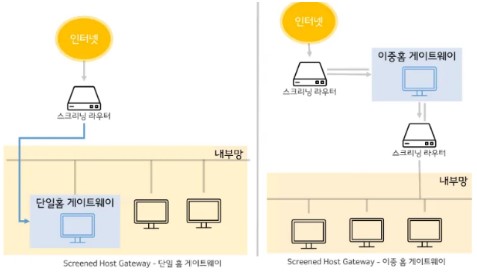 인터넷
스크리닝 라우터
내부망
단일홈 게이트웨이
Screened Host Gateway - 단일 홈 게이트웨이
인터넷
이중홈 게이트웨이
스크리닝 라우터
스크리닝 라우터
내부망
Screened Host Gateway – 이중 홈 게이트웨이